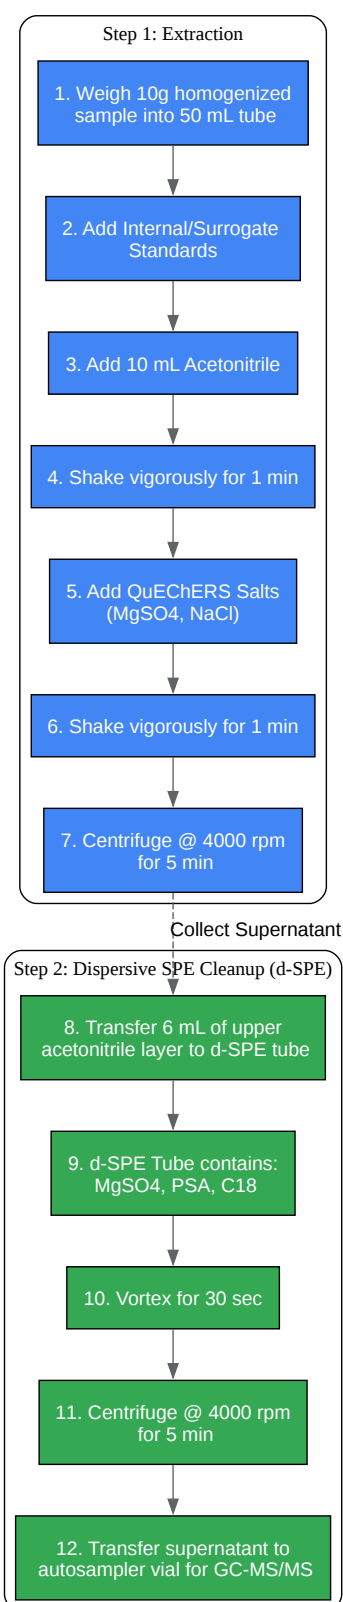 Step 1: Extraction
1. Weigh 10g homogenized
sample into 50 mL tube
2. Add Internal/Surrogate
Standards
3. Add 10 mL Acetonitrile
4. Shake vigorously for 1 min
5. Add QuEChERS Salts
(MgSO4, NaCl)
6. Shake vigorously for 1 min
7. Centrifuge @ 4000 rpm
for 5 min
Collect Supernatant
Step 2: Dispersive SPE Cleanup (d-SPE)
8. Transfer 6 mL of upper
acetonitrile layer to d-SPE tube
9. d-SPE Tube contains:
MgSO4, PSA, C18
10. Vortex for 30 sec
11. Centrifuge @ 4000 rpm
for 5 min
12. Transfer supernatant to
autosampler vial for GC-MS/MS